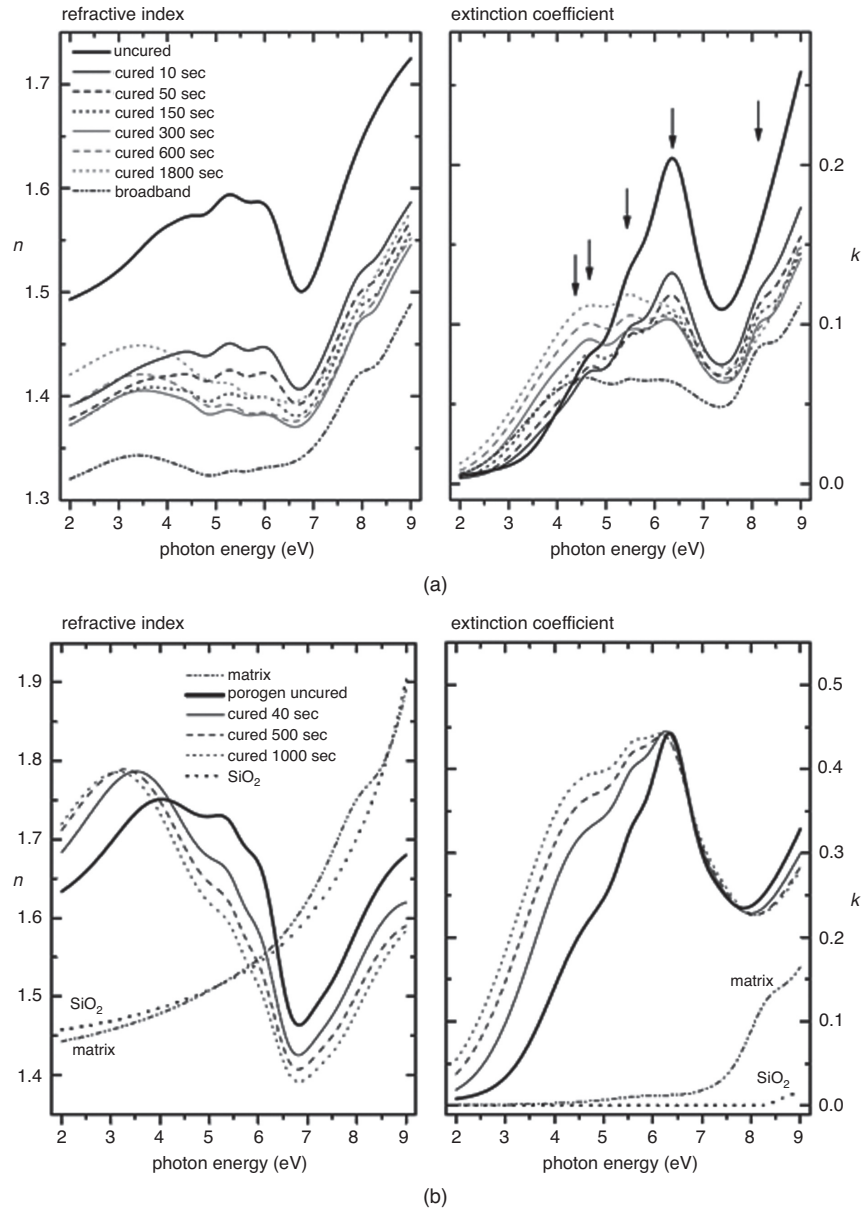 refractive index
1.7
1.6
n
1.5
1.4
1.3
uncured
cured 10 sec
cured 50 sec
cured 150 sec
cured 300 sec
cured 600 sec
cured 1800 sec
broadband
2 3 4 5 6 7 8 9
photon energy (eV)
extinction coefficient
0.2
k
0.1
0.0
2 3 4 5 6 7 8 9
photon energy (eV)
(a)
refractive index
1.9
1.8
1.7
n
1.6
1.5
1.4
matrix
porogen uncured
cured 40 sec
cured 500 sec
cured 1000 sec
SiO₂
SiO₂
matrix
2 3 4 5 6 7 8 9
photon energy (eV)
extinction coefficient
0.5
0.4
0.3
k
0.2
0.1
0.0
matrix
SiO₂
2 3 4 5 6 7 8 9
photon energy (eV)
(b)